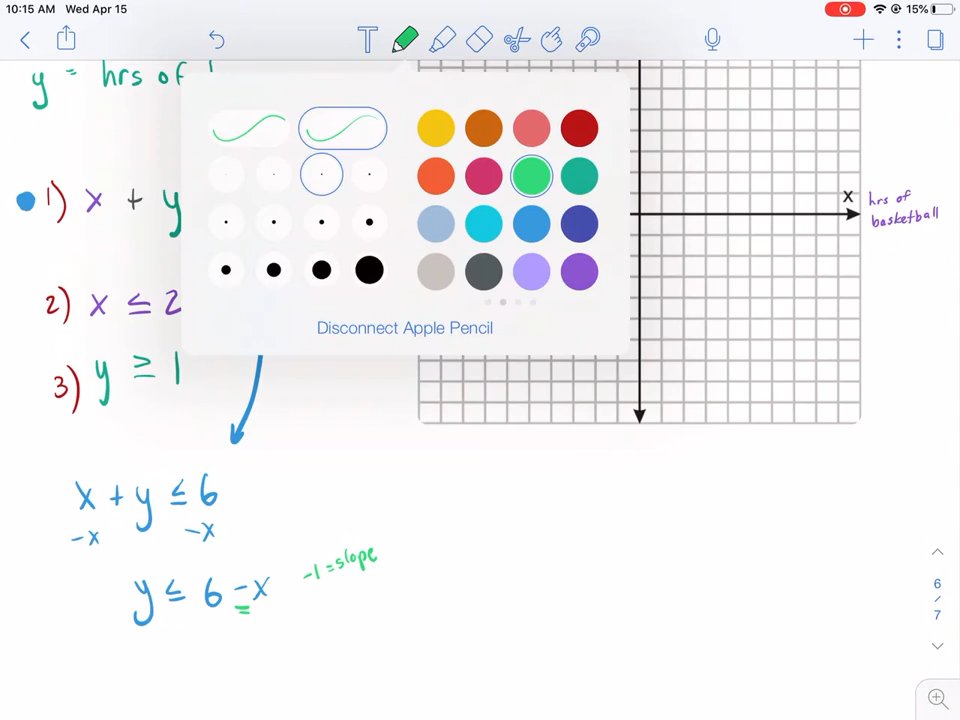 10:15 AM Wed Apr 15
15%
T
y = hrs of
X hrs of
basketball
1) x + y
2) x ≤ 2
3) y ≥ 1
Disconnect Apple Pencil
x + y ≤ 6
-x -x
-1 = slope
y ≤ 6 -x
6
/
7